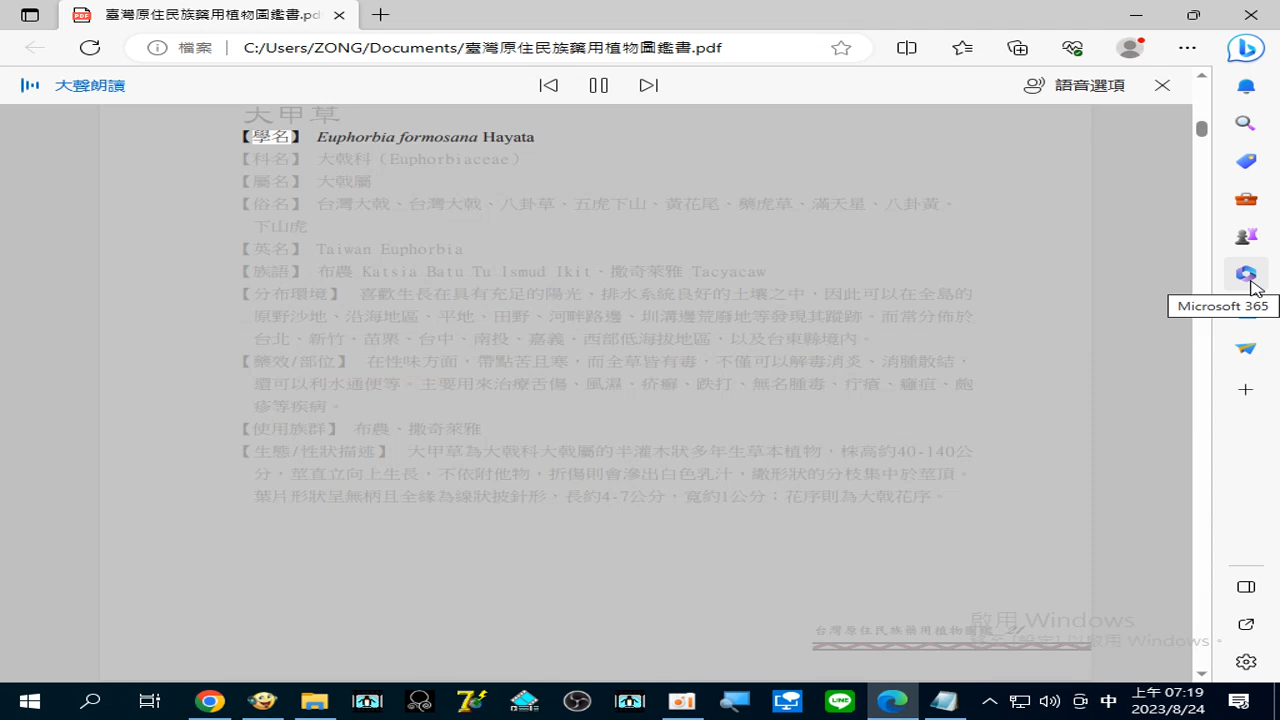 臺灣原住民族藥用植物圖鑑書.pdf
檔案 C:/Users/ZONG/Documents/臺灣原住民族藥用植物圖鑑書.pdf
大聲朗讀
語音選項
大甲草
【學名】 Euphorbia formosana Hayata
【科名】 大戟科（Euphorbiaceae）
【屬名】 大戟屬
【俗名】 台灣大戟、台灣大戟、八卦草、五虎下山、黃花尾、藥虎草、滿天星、八卦黃、
下山虎
【英名】 Taiwan Euphorbia
【族語】 布農 Katsia Batu Tu Ismud Ikit、撒奇萊雅 Tacyacaw
【分布環境】 喜歡生長在具有充足的陽光，排水系統良好的土壤之中，因此可以在全島的
原野沙地、沿海地區、平地、田野、河畔路邊、圳溝邊荒廢地等發現其蹤跡。而常分佈於
台北、新竹、苗栗、台中、南投、嘉義、西部低海拔地區，以及台東縣境內。
【藥效/部位】 在性味方面，帶點苦且寒，而全草皆有毒，不僅可以解毒消炎、消腫散結，
還可以利水通便等。主要用來治療舌傷、風濕、疥癬、跌打、無名腫毒、疔瘡、癰疽、皰
疹等疾病。
【使用族群】 布農、撒奇萊雅
【生態/性狀描述】 大甲草為大戟科大戟屬的半灌木狀多年生草本植物，株高約40-140公
分，莖直立向上生長，不依附他物，折傷則會滲出白色乳汁，繖形狀的分枝集中於莖頂。
葉片形狀呈無柄且全緣為線狀披針形，長約4-7公分，寬約1公分；花序則為大戟花序。
台灣原住民族藥用植物圖鑑 21
啟用 Windows
移至 [設定] 以啟用 Windows。
Microsoft 365
中
上午 07:19
2023/8/24